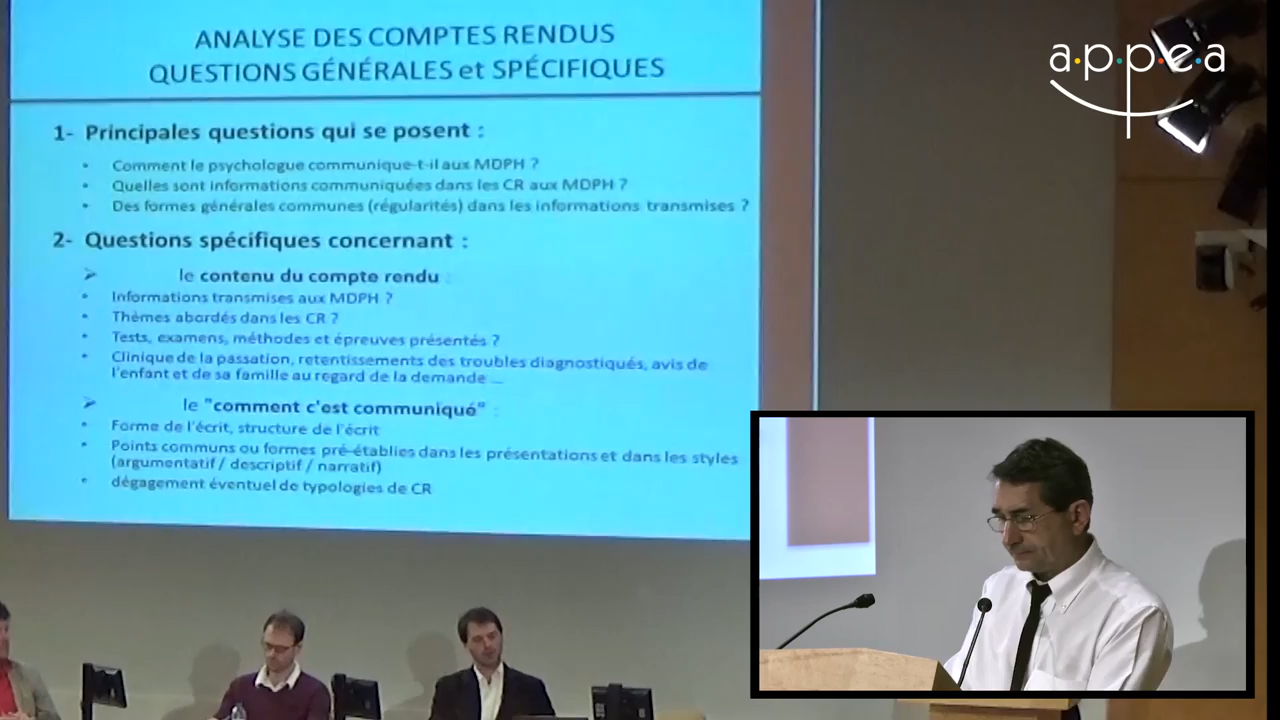 ANALYSE DES COMPTES RENDUS
QUESTIONS GÉNÉRALES et SPÉCIFIQUES
1- Principales questions qui se posent :
• Comment le psychologue communique-t-il aux MDPH ?
• Quelles sont informations communiquées dans les CR aux MDPH ?
• Des formes générales communes (régularités) dans les informations transmises ?
2- Questions spécifiques concernant :
➢ le contenu du compte rendu :
• Informations transmises aux MDPH ?
• Thèmes abordés dans les CR ?
• Tests, examens, méthodes et épreuves présentés ?
• Clinique de la passation, retentissements des troubles diagnostiqués, avis de
l'enfant et de sa famille au regard de la demande ...
➢ le "comment c'est communiqué" :
• Forme de l'écrit, structure de l'écrit
• Points communs ou formes pré-établies dans les présentations et dans les styles
(argumentatif / descriptif / narratif)
• dégagement éventuel de typologies de CR
a·p·p·e·a